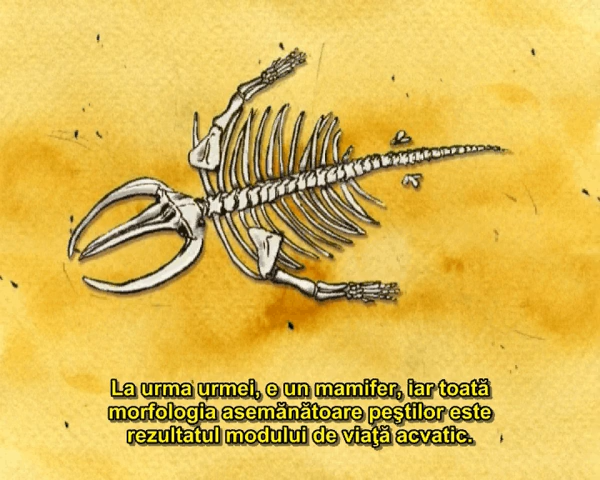 La urma urmei, e un mamifer, iar toată
morfologia asemănătoare peştilor este
rezultatul modului de viaţă acvatic.